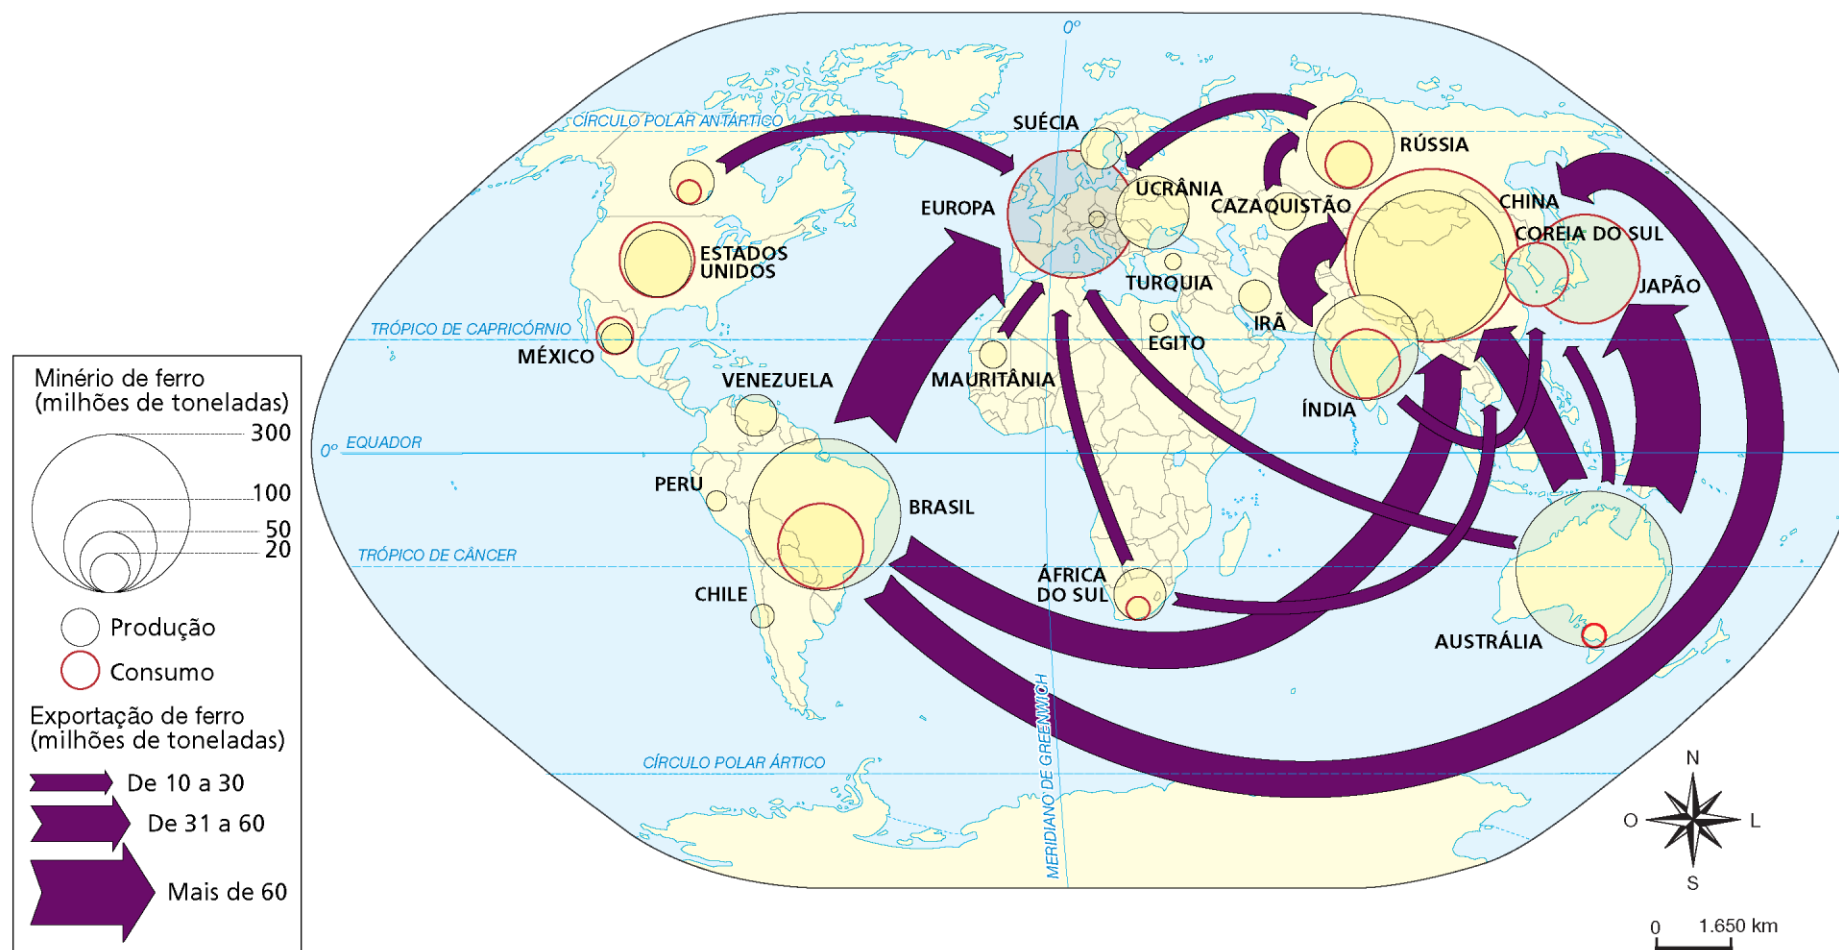 0º
CÍRCULO POLAR ANTÁRTICO
SUÉCIA
RÚSSIA
EUROPA
UCRÂNIA
CAZAQUISTÃO
CHINA
COREIA DO SUL
ESTADOS
UNIDOS
TURQUIA
JAPÃO
TRÓPICO DE CAPRICÓRNIO
MÉXICO
IRÃ
EGITO
VENEZUELA
MAURITÂNIA
ÍNDIA
0º
EQUADOR
PERU
BRASIL
TRÓPICO DE CÂNCER
CHILE
ÁFRICA
DO SUL
AUSTRÁLIA
MERIDIANO DE GREENWICH
CÍRCULO POLAR ÁRTICO
Minério de ferro
(milhões de toneladas)
300
100
50
20
Produção
Consumo
Exportação de ferro
(milhões de toneladas)
De 10 a 30
De 31 a 60
Mais de 60
N
O
L
S
0 1.650 km